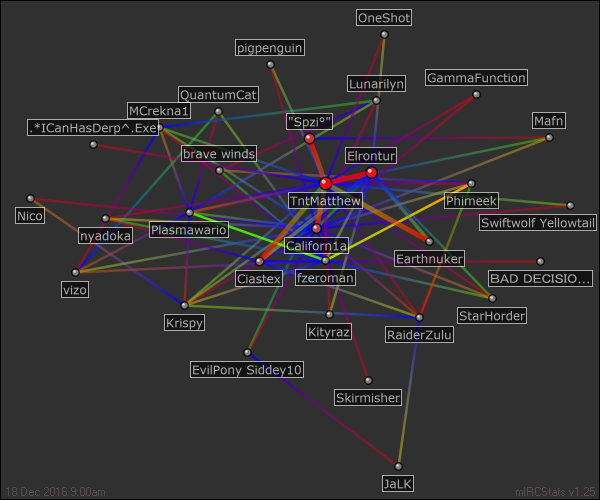 OneShot
pigpenguin
GammaFunction
Lunarilyn
QuantumCat
MCrekna1
"Spzi°"
Mafn
.*ICanHasDerp^.Exe
brave winds
Elrontur
TntMatthew
Phimeek
Nico
nyadoka
Plasmawario
Swiftwolf Yellowtail
Californ1a
Earthnuker
vizo
Ciastex
fzeroman
BAD DECISIO...
StarHorder
Krispy
Kityraz
RaiderZulu
EvilPony Siddey10
Skirmisher
JaLK
18 Dec 2016 9:00am
mIRCStats v1.25